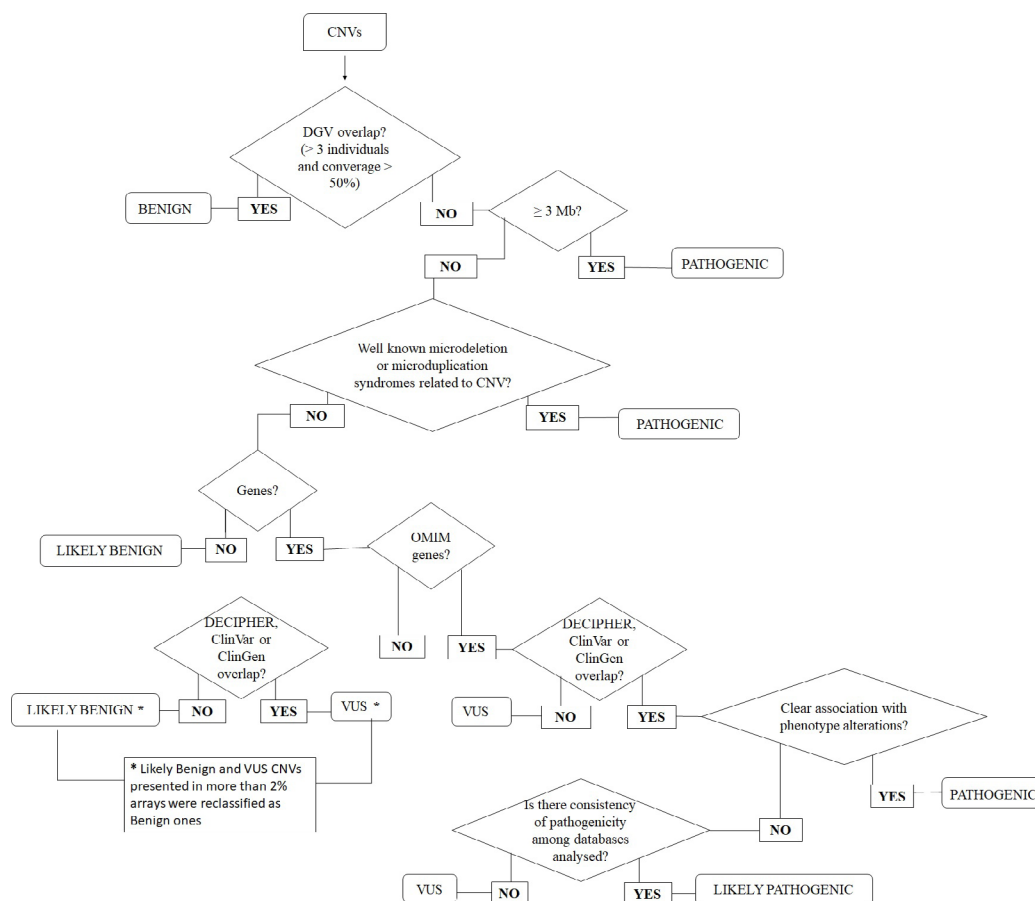 CNVs
DGV overlap?
(> 3 individuals
and converage >
50%)
BENIGN
YES
NO
≥ 3 Mb?
NO
YES
PATHOGENIC
Well known microdeletion
or microduplication
syndromes related to CNV?
NO
YES
PATHOGENIC
Genes?
LIKELY BENIGN
NO
YES
OMIM
genes?
NO
YES
DECIPHER,
ClinVar or
ClinGen
overlap?
LIKELY BENIGN *
NO
YES
VUS *
* Likely Benign and VUS CNVs
presented in more than 2%
arrays were reclassified as
Benign ones
DECIPHER,
ClinVar or
ClinGen
overlap?
VUS
NO
YES
Clear association with
phenotype alterations?
YES
PATHOGENIC
NO
Is there consistency
of pathogenicity
among databases
analysed?
VUS
NO
YES
LIKELY PATHOGENIC